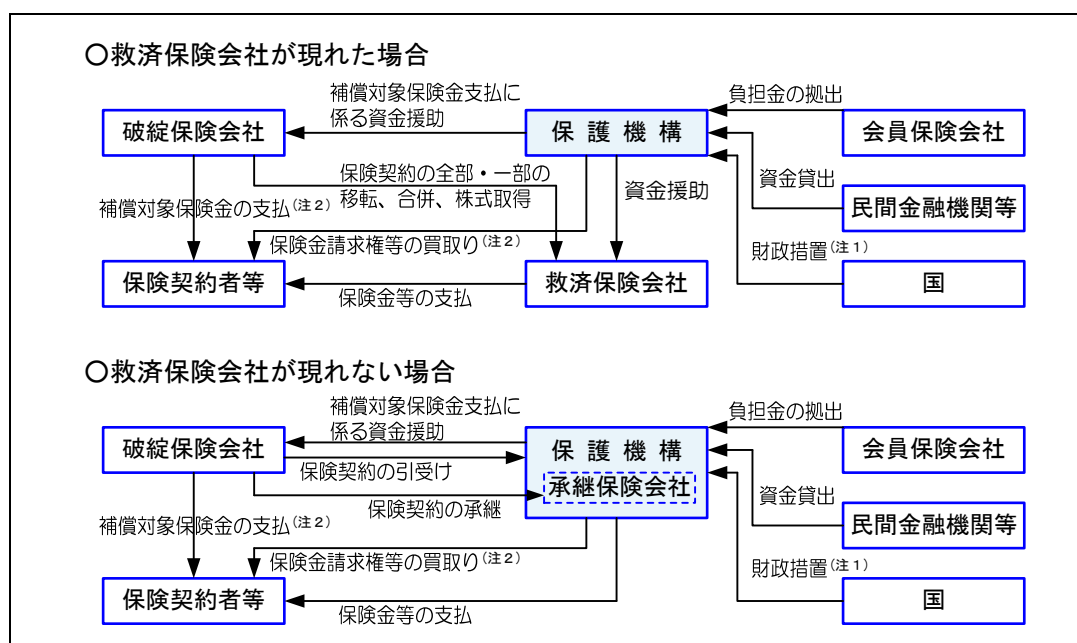 ○救済保険会社が現れた場合
補償対象保険金支払に
係る資金援助
負担金の拠出
破綻保険会社
保護機構
会員保険会社
保険契約の全部・一部の
移転、合併、株式取得
資金援助
資金貸出
民間金融機関等
補償対象保険金の支払(注2)
保険金請求権等の買取り(注2)
財政措置(注1)
保険契約者等
救済保険会社
国
保険金等の支払
○救済保険会社が現れない場合
補償対象保険金支払に
係る資金援助
負担金の拠出
破綻保険会社
保護機構
会員保険会社
保険契約の引受け
承継保険会社
資金貸出
保険契約の承継
民間金融機関等
補償対象保険金の支払(注2)
保険金請求権等の買取り(注2)
財政措置(注1)
保険契約者等
国
保険金等の支払